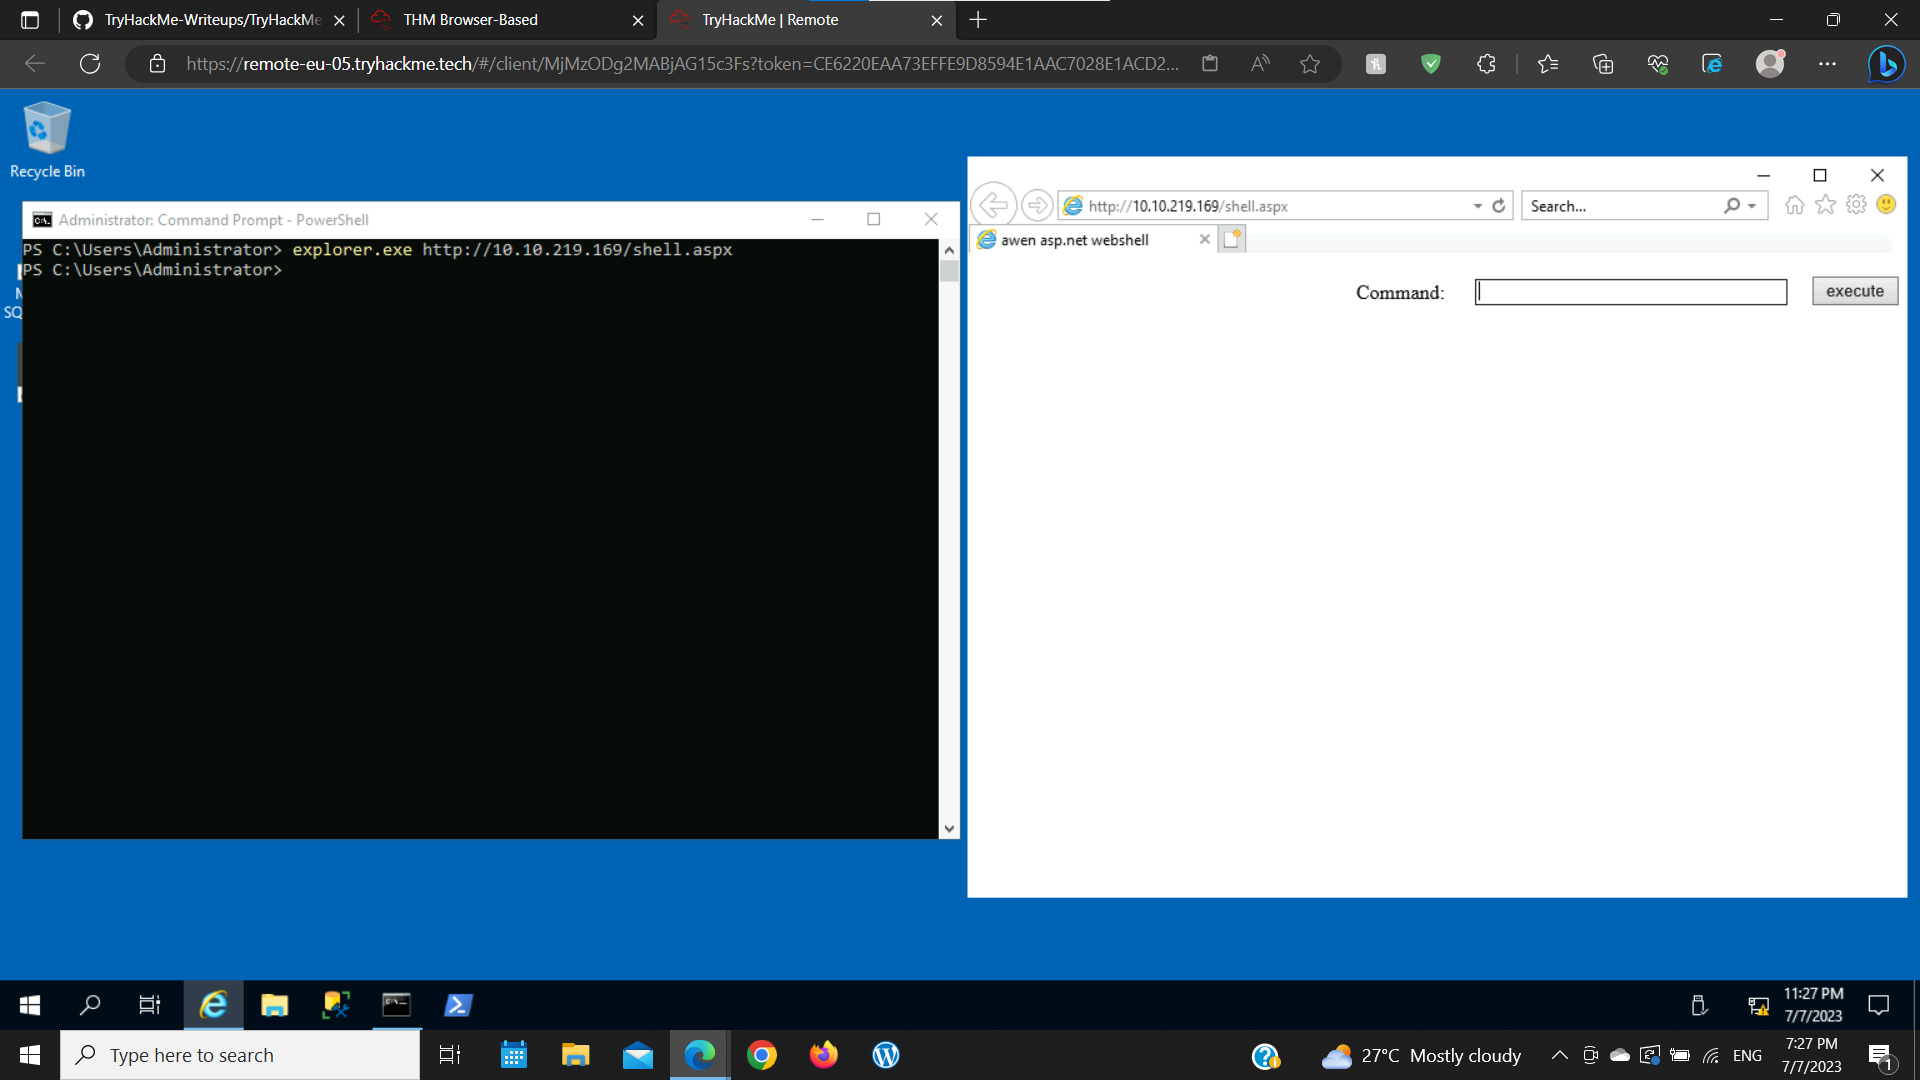 TryHackMe-Writeups/TryHackMe
THM Browser-Based
TryHackMe | Remote
https://remote-eu-05.tryhackme.tech/#/client/MjMzODg2MABjAG15c3Fs?token=CE6220EAA73EFFE9D8594E1AAC7028E1ACD2...
Recycle Bin
Administrator: Command Prompt - PowerShell
PS C:\Users\Administrator> explorer.exe http://10.10.219.169/shell.aspx
PS C:\Users\Administrator>
SQ
http://10.10.219.169/shell.aspx
Search...
awen asp.net webshell
Command:
execute
11:27 PM
7/7/2023
Type here to search
27°C Mostly cloudy
ENG
7:27 PM
7/7/2023
1